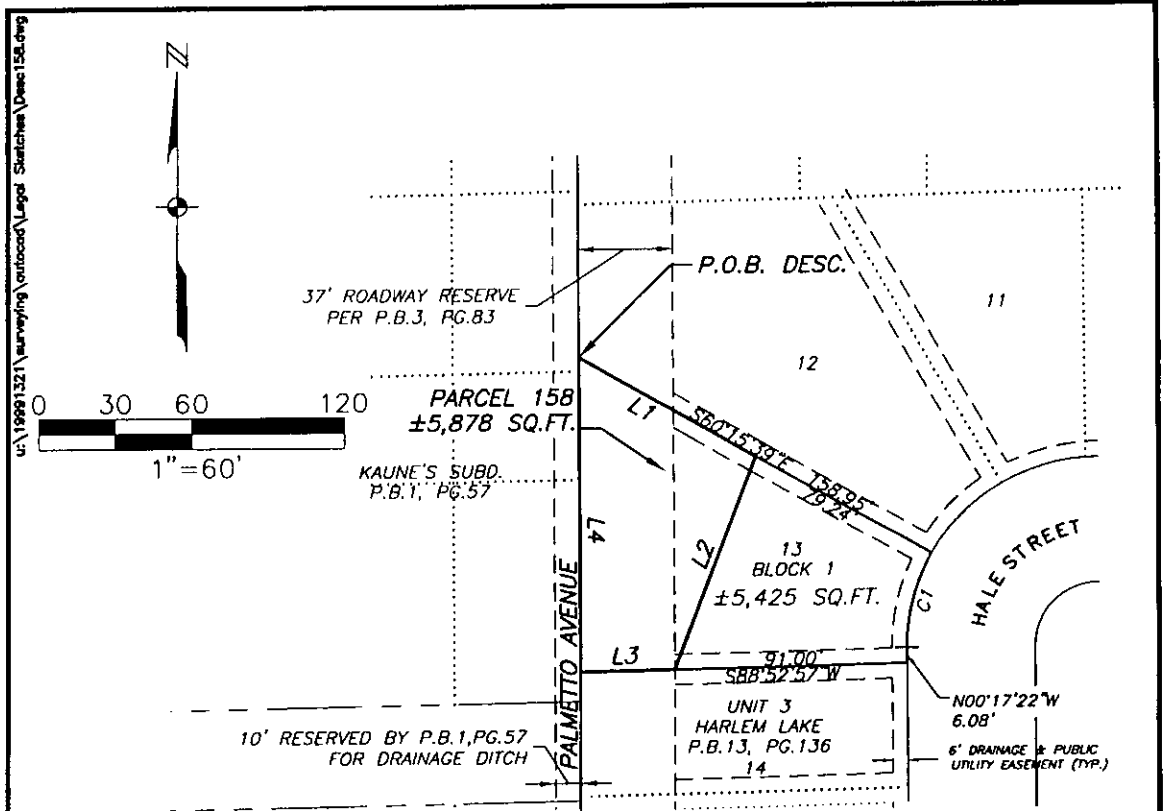 u:\19991321\surveying\autocad\Legal Sketches\Desc158.dwg
N
37' ROADWAY RESERVE
PER P.B.3, PG.83
P.O.B. DESC.
11
12
0 30 60 120
1"=60'
PARCEL 158
±5,878 SQ.FT.
KAUNE'S SUBD.
P.B.1, PG.57
L1
S60°15'39"E 158.95'
79.24'
L4
L2
13
BLOCK 1
±5,425 SQ.FT.
HALE STREET
C1
PALMETTO AVENUE
L3
91.00'
S88°52'57"W
N00°17'22"W
6.08'
UNIT 3
HARLEM LAKE
P.B.13, PG.136
14
10' RESERVED BY P.B.1,PG.57
FOR DRAINAGE DITCH
6' DRAINAGE & PUBLIC
UTILITY EASEMENT (TYP.)